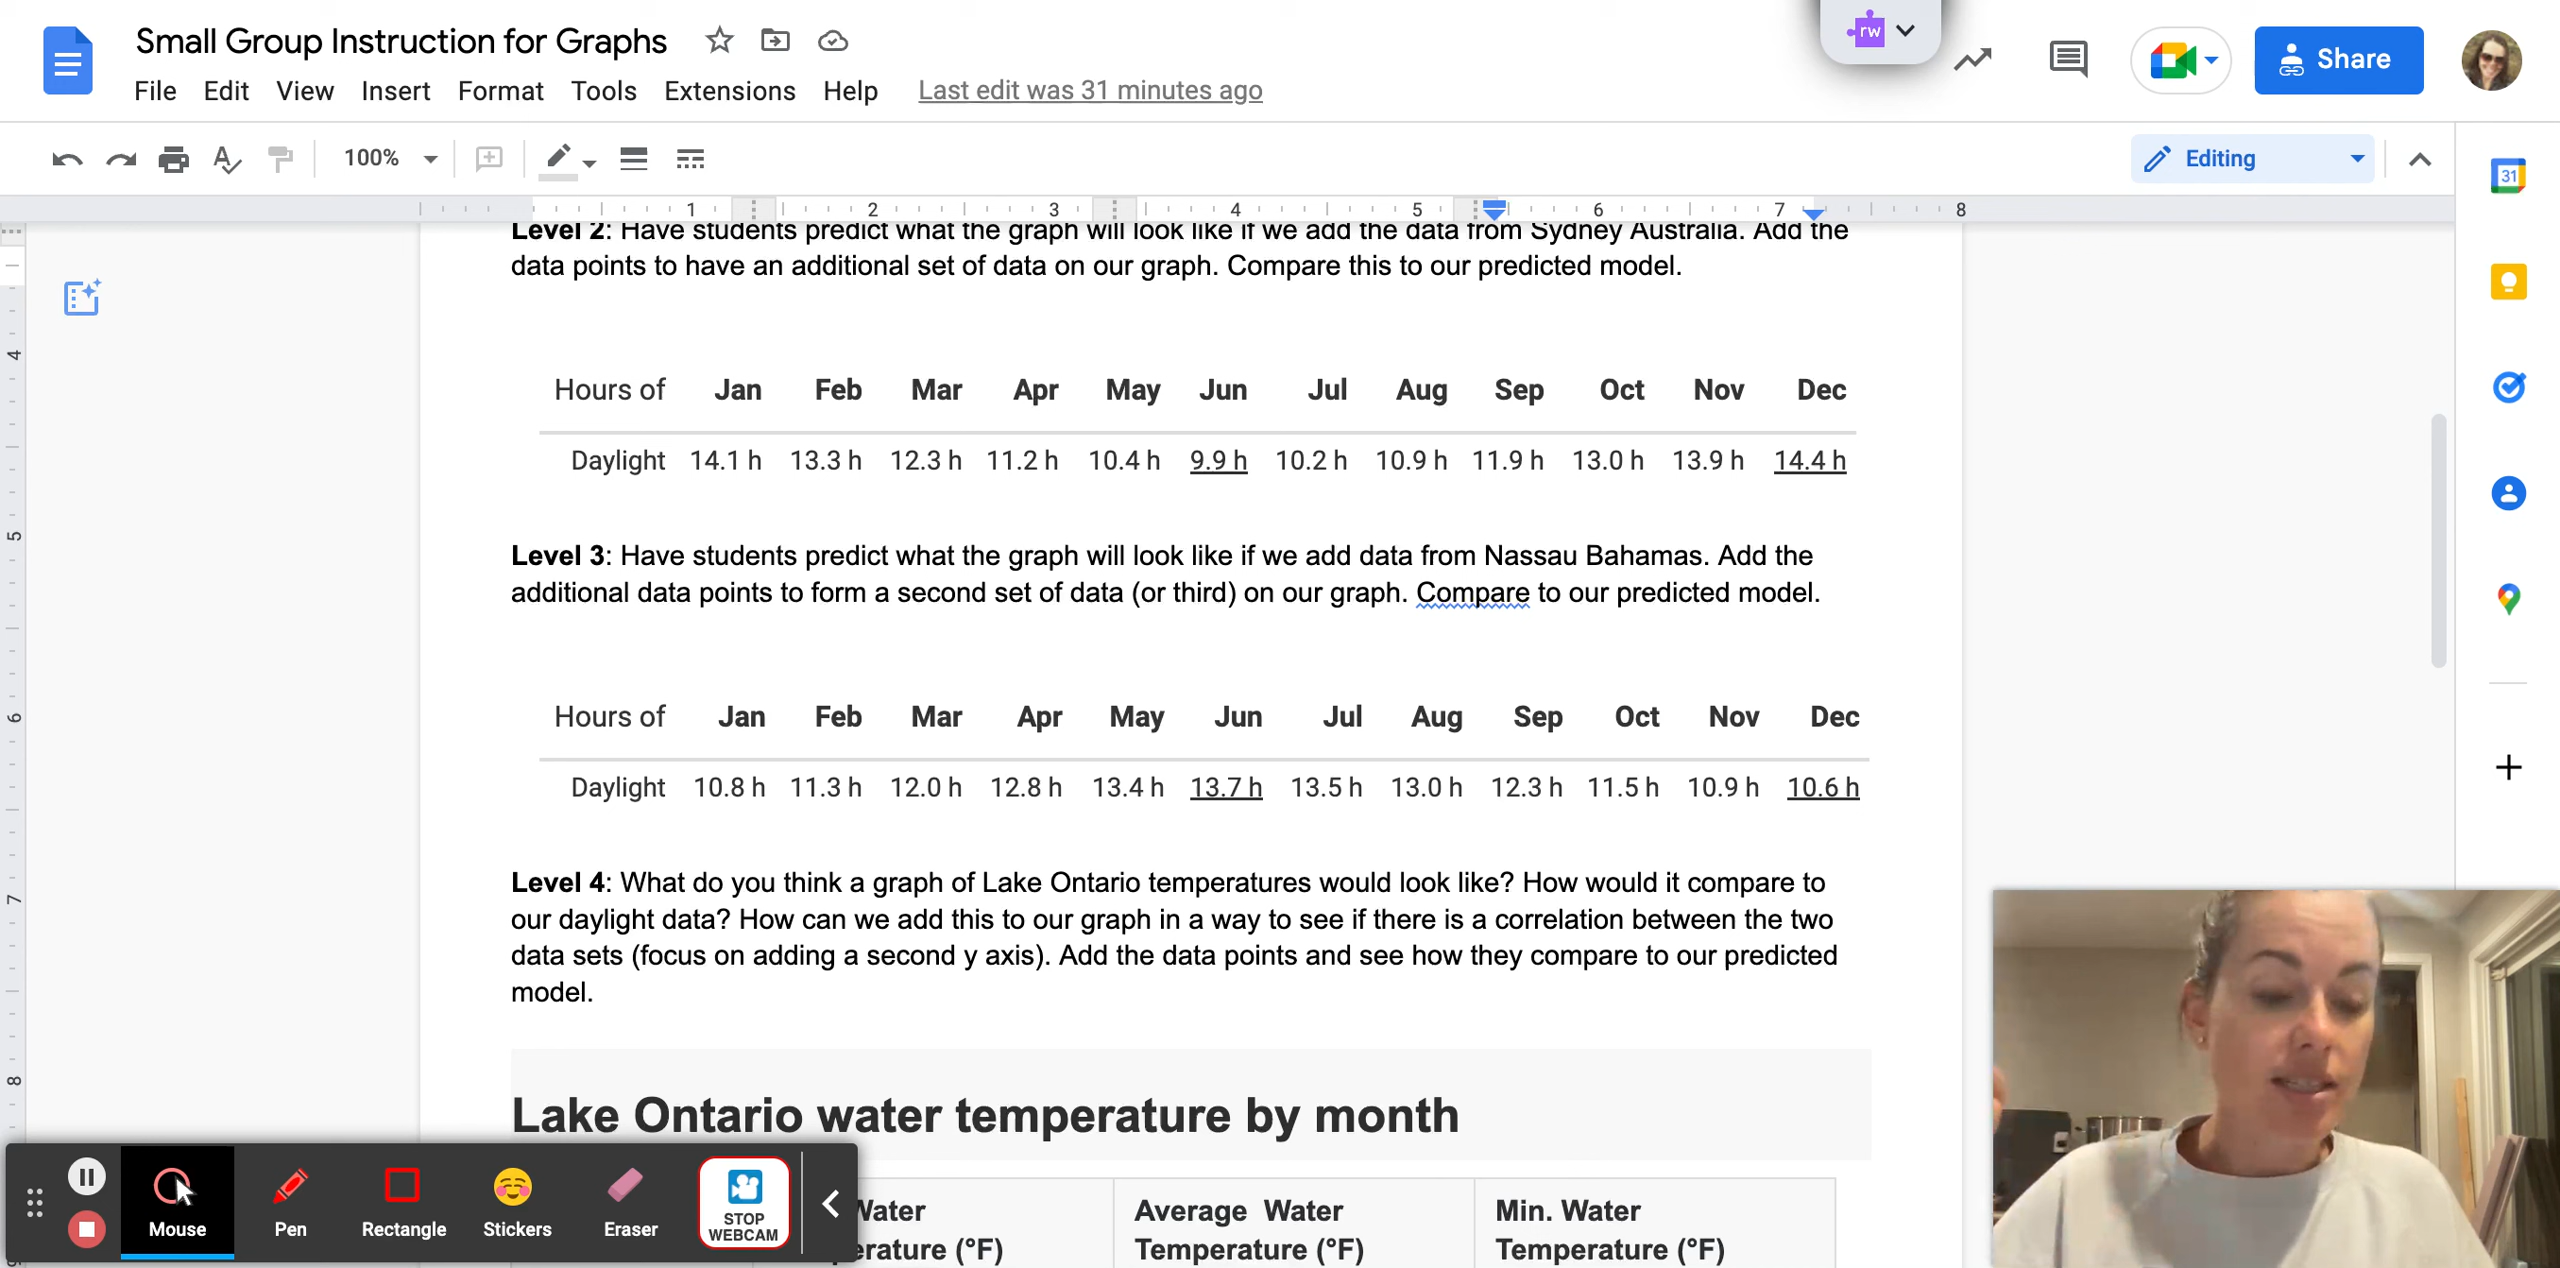 Small Group Instruction for Graphs
rw
Share
File Edit View Insert Format Tools Extensions Help Last edit was 31 minutes ago
100% Editing
31
1 2 3 4 5 6 7 8
Level 2: Have students predict what the graph will look like if we add the data from Sydney Australia. Add the
data points to have an additional set of data on our graph. Compare this to our predicted model.
4
Hours of Jan Feb Mar Apr May Jun Jul Aug Sep Oct Nov Dec
Daylight 14.1 h 13.3 h 12.3 h 11.2 h 10.4 h 9.9 h 10.2 h 10.9 h 11.9 h 13.0 h 13.9 h 14.4 h
5
Level 3: Have students predict what the graph will look like if we add data from Nassau Bahamas. Add the
additional data points to form a second set of data (or third) on our graph. Compare to our predicted model.
6
Hours of Jan Feb Mar Apr May Jun Jul Aug Sep Oct Nov Dec
Daylight 10.8 h 11.3 h 12.0 h 12.8 h 13.4 h 13.7 h 13.5 h 13.0 h 12.3 h 11.5 h 10.9 h 10.6 h
7
Level 4: What do you think a graph of Lake Ontario temperatures would look like? How would it compare to
our daylight data? How can we add this to our graph in a way to see if there is a correlation between the two
data sets (focus on adding a second y axis). Add the data points and see how they compare to our predicted
model.
8
Lake Ontario water temperature by month
Water Average Water Min. Water
erature (°F) Temperature (°F) Temperature (°F)
Mouse Pen Rectangle Stickers Eraser STOP
WEBCAM